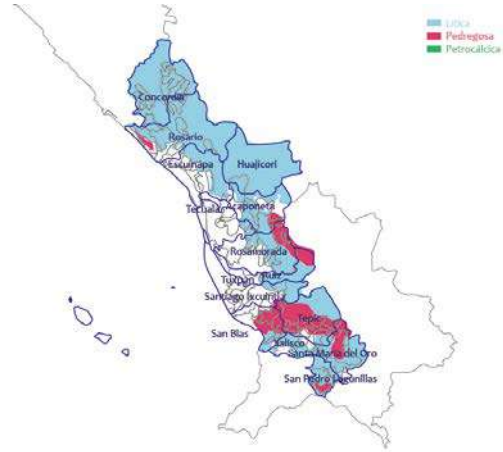 Lítica
Pedregosa
Petrocálcica
Concordia
Rosario
Escuinapa
Huajicori
Acaponeta
Tecuala
Rosamorada
Ruiz
Tuxpan
Santiago Ixcuintla
Tepic
San Blas
Xalisco
Santa María del Oro
San Pedro Lagunillas